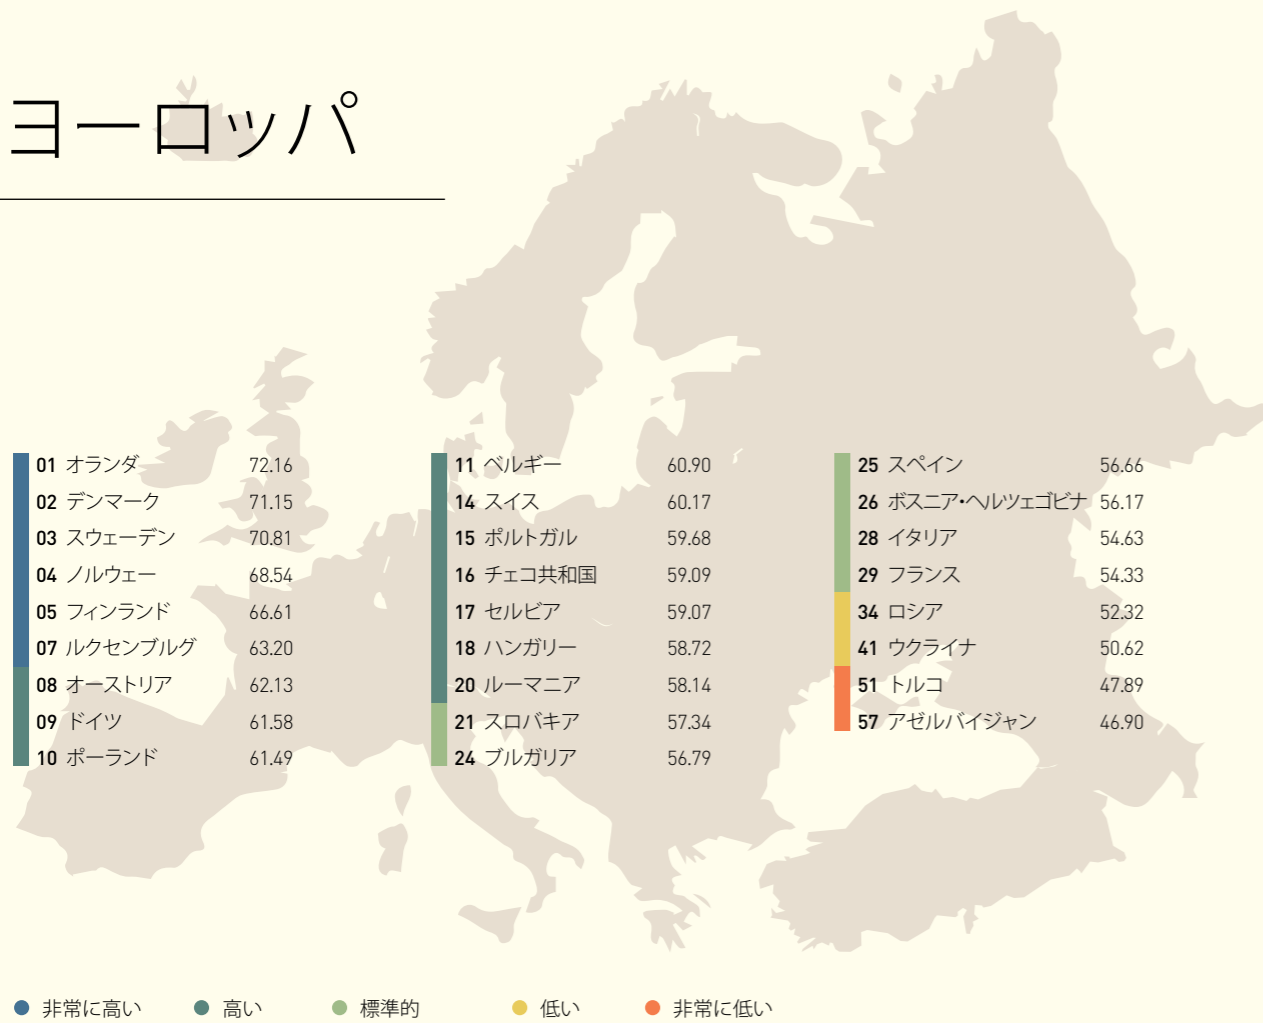 ヨーロッパ
01 オランダ 72.16
02 デンマーク 71.15
03 スウェーデン 70.81
04 ノルウェー 68.54
05 フィンランド 66.61
07 ルクセンブルグ 63.20
08 オーストリア 62.13
09 ドイツ 61.58
10 ポーランド 61.49
11 ベルギー 60.90
14 スイス 60.17
15 ポルトガル 59.68
16 チェコ共和国 59.09
17 セルビア 59.07
18 ハンガリー 58.72
20 ルーマニア 58.14
21 スロバキア 57.34
24 ブルガリア 56.79
25 スペイン 56.66
26 ボスニア・ヘルツェゴビナ 56.17
28 イタリア 54.63
29 フランス 54.33
34 ロシア 52.32
41 ウクライナ 50.62
51 トルコ 47.89
57 アゼルバイジャン 46.90
非常に高い 高い 標準的 低い 非常に低い